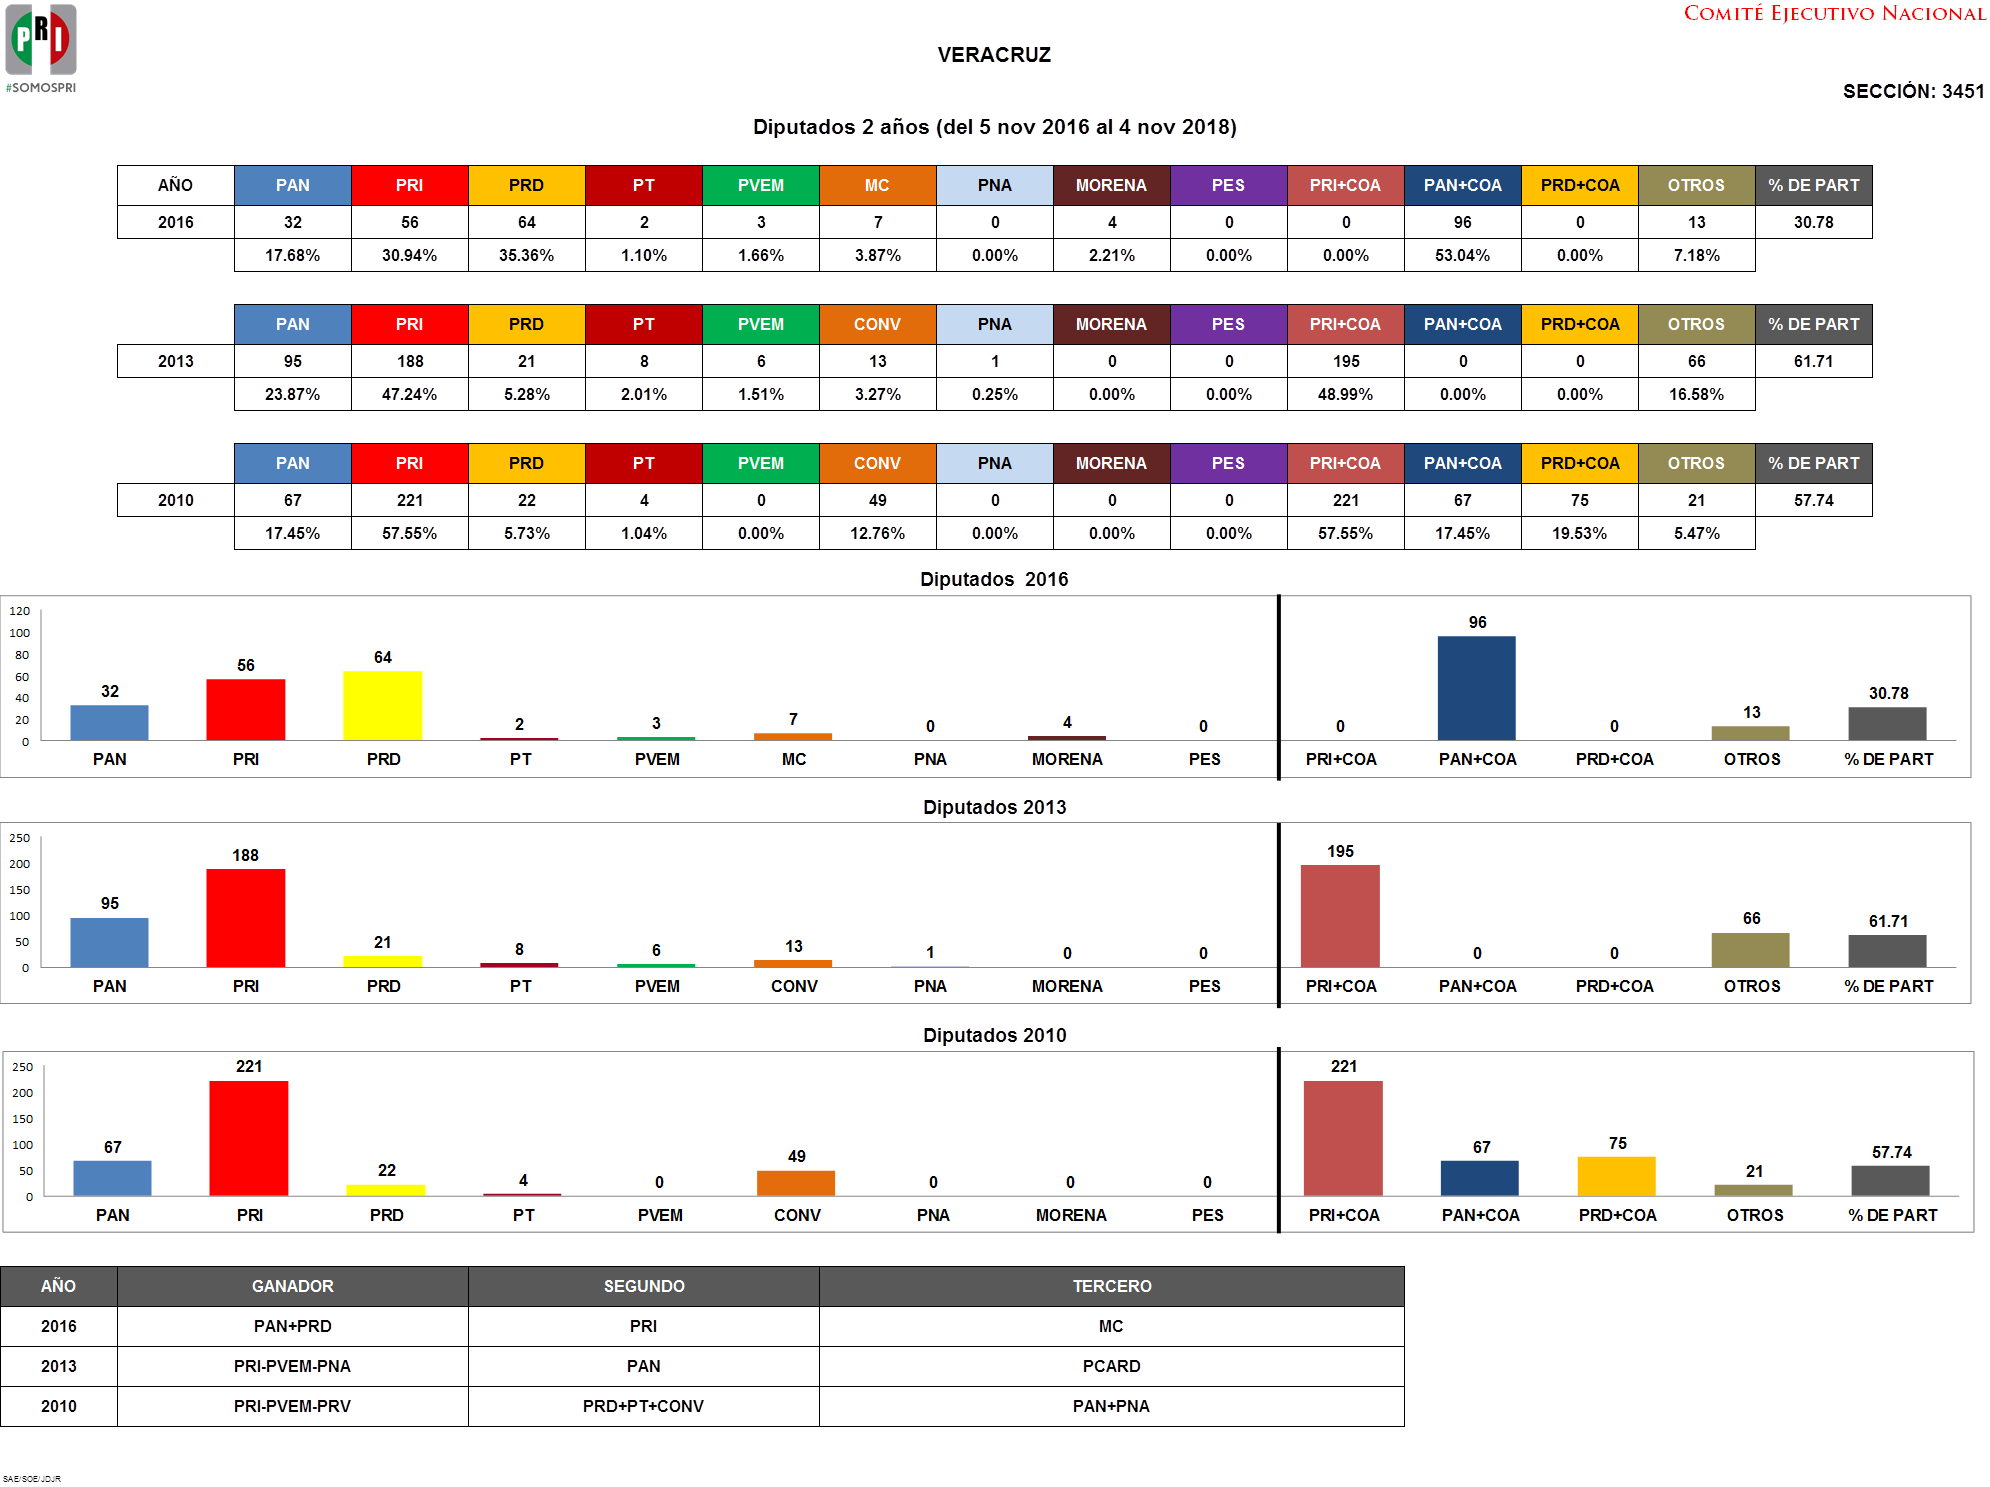 PRI
#SOMOSPRI
COMITÉ EJECUTIVO NACIONAL
VERACRUZ
SECCIÓN: 3451
Diputados 2 años (del 5 nov 2016 al 4 nov 2018)
AÑO PAN PRI PRD PT PVEM MC PNA MORENA PES PRI+COA PAN+COA PRD+COA OTROS % DE PART
2016 32 56 64 2 3 7 0 4 0 0 96 0 13 30.78
17.68% 30.94% 35.36% 1.10% 1.66% 3.87% 0.00% 2.21% 0.00% 0.00% 53.04% 0.00% 7.18%
PAN PRI PRD PT PVEM CONV PNA MORENA PES PRI+COA PAN+COA PRD+COA OTROS % DE PART
2013 95 188 21 8 6 13 1 0 0 195 0 0 66 61.71
23.87% 47.24% 5.28% 2.01% 1.51% 3.27% 0.25% 0.00% 0.00% 48.99% 0.00% 0.00% 16.58%
PAN PRI PRD PT PVEM CONV PNA MORENA PES PRI+COA PAN+COA PRD+COA OTROS % DE PART
2010 67 221 22 4 0 49 0 0 0 221 67 75 21 57.74
17.45% 57.55% 5.73% 1.04% 0.00% 12.76% 0.00% 0.00% 0.00% 57.55% 17.45% 19.53% 5.47%
Diputados 2016
120
100
80
60
40
20
0
32 56 64 2 3 7 0 4 0 0 96 0 13 30.78
PAN PRI PRD PT PVEM MC PNA MORENA PES PRI+COA PAN+COA PRD+COA OTROS % DE PART
Diputados 2013
250
200
150
100
50
0
95 188 21 8 6 13 1 0 0 195 0 0 66 61.71
PAN PRI PRD PT PVEM CONV PNA MORENA PES PRI+COA PAN+COA PRD+COA OTROS % DE PART
Diputados 2010
250
200
150
100
50
0
67 221 22 4 0 49 0 0 0 221 67 75 21 57.74
PAN PRI PRD PT PVEM CONV PNA MORENA PES PRI+COA PAN+COA PRD+COA OTROS % DE PART
AÑO GANADOR SEGUNDO TERCERO
2016 PAN+PRD PRI MC
2013 PRI-PVEM-PNA PAN PCARD
2010 PRI-PVEM-PRV PRD+PT+CONV PAN+PNA
SAE/SOE/JDJR